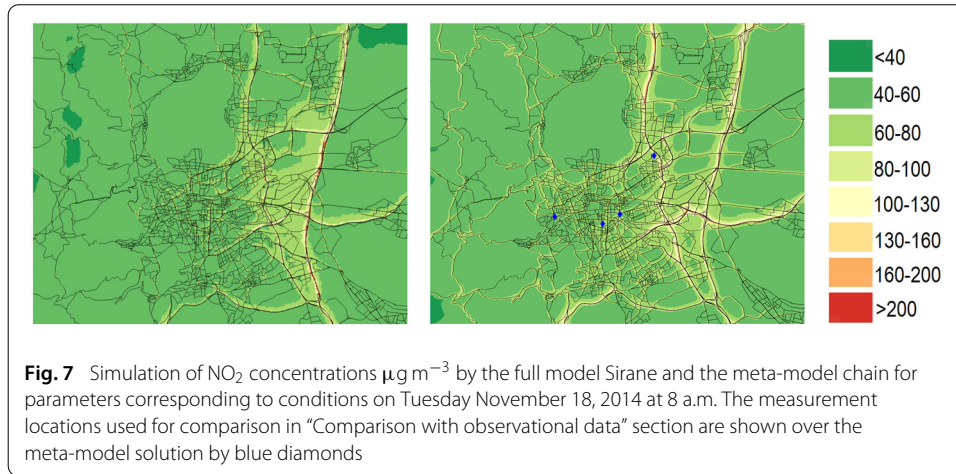 <40
40-60
60-80
80-100
100-130
130-160
160-200
>200
Fig. 7 Simulation of NO₂ concentrations μg m⁻³ by the full model Sirane and the meta-model chain for
parameters corresponding to conditions on Tuesday November 18, 2014 at 8 a.m. The measurement
locations used for comparison in “Comparison with observational data” section are shown over the
meta-model solution by blue diamonds